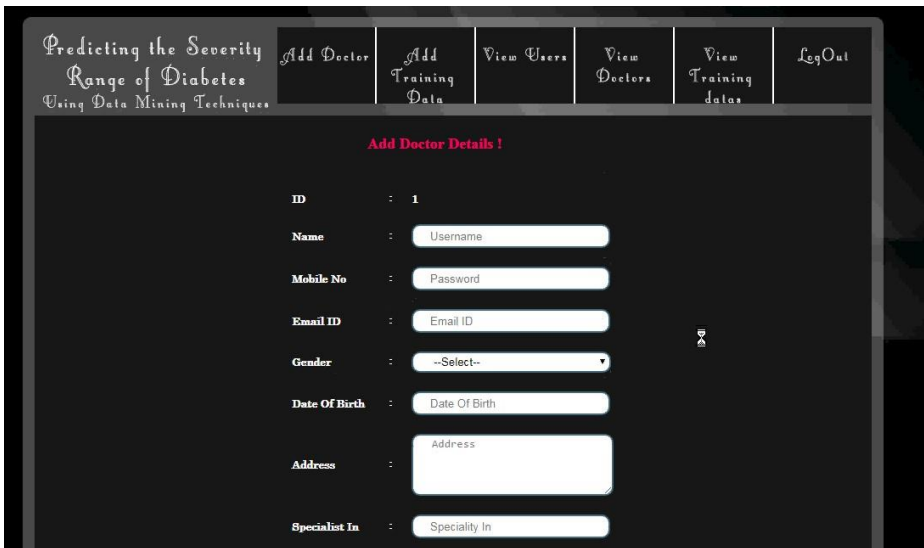 Predicting the Severity
Range of Diabetes
Using Data Mining Techniques
Add Doctor
Add
Training
Data
View Users
View
Doctors
View
Training
datas
LogOut
Add Doctor Details !
ID : 1
Name : Username
Mobile No : Password
Email ID : Email ID
Gender : --Select--
Date Of Birth : Date Of Birth
Address : Address
Specialist In : Speciality In